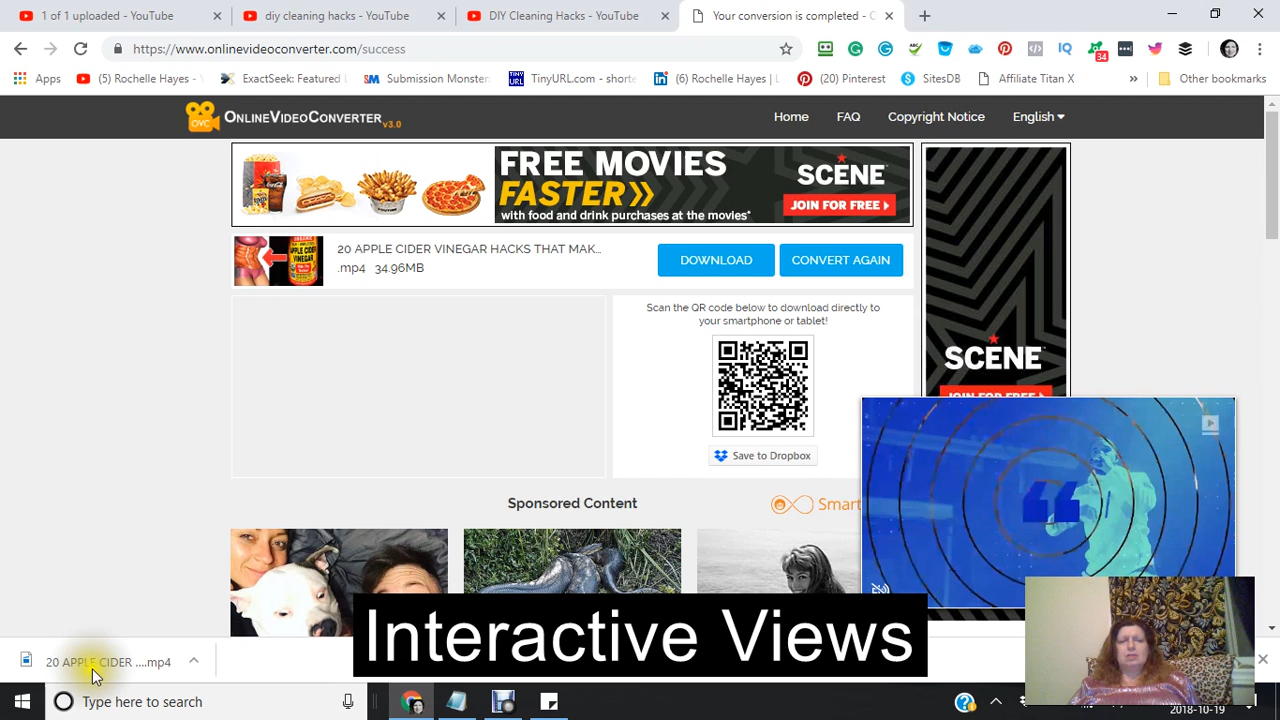 1 of 1 uploaded - YouTube
diy cleaning hacks - YouTube
DIY Cleaning Hacks - YouTube
Your conversion is completed - O
https://www.onlinevideoconverter.com/success
34
Apps
(5) Rochelle Hayes -
ExactSeek: Featured L
Submission Monster
TinyURL.com - shorte
(6) Rochelle Hayes | L
(20) Pinterest
SitesDB
Affiliate Titan X
Other bookmarks
OVC
ONLINEVIDEOCONVERTER v3.0
Home
FAQ
Copyright Notice
English
FREE MOVIES
FASTER
with food and drink purchases at the movies*
SCENE
JOIN FOR FREE
20 APPLE CIDER VINEGAR HACKS THAT MAK...
.mp4 34.96MB
DOWNLOAD
CONVERT AGAIN
Scan the QR code below to download directly to
your smartphone or tablet!
Save to Dropbox
SCENE
JOIN FOR FREE
Sponsored Content
Smart
Interactive Views
20 APPLE CIDER ....mp4
Type here to search
2018-10-19